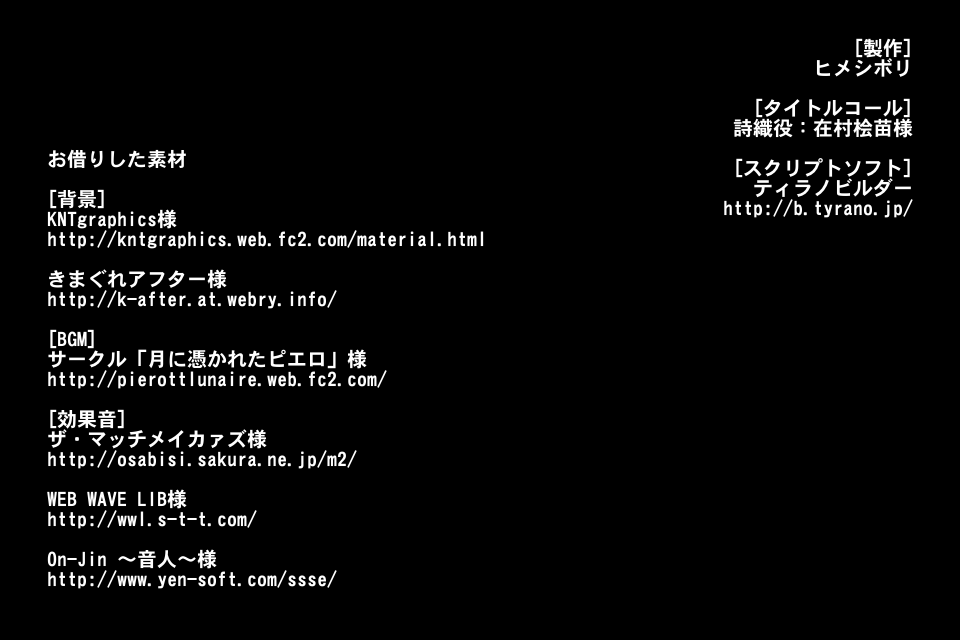 [製作]
ヒメシボリ
[タイトルコール]
詩織役：在村桧苗様
[スクリプトソフト]
ティラノビルダー
http://b.tyrano.jp/
お借りした素材
[背景]
KNTgraphics様
http://kntgraphics.web.fc2.com/material.html
きまぐれアフター様
http://k-after.at.webry.info/
[BGM]
サークル「月に憑かれたピエロ」様
http://pierottlunaire.web.fc2.com/
[効果音]
ザ・マッチメイカァズ様
http://osabisi.sakura.ne.jp/m2/
WEB WAVE LIB様
http://wwl.s-t-t.com/
On-Jin ～音人～様
http://www.yen-soft.com/ssse/